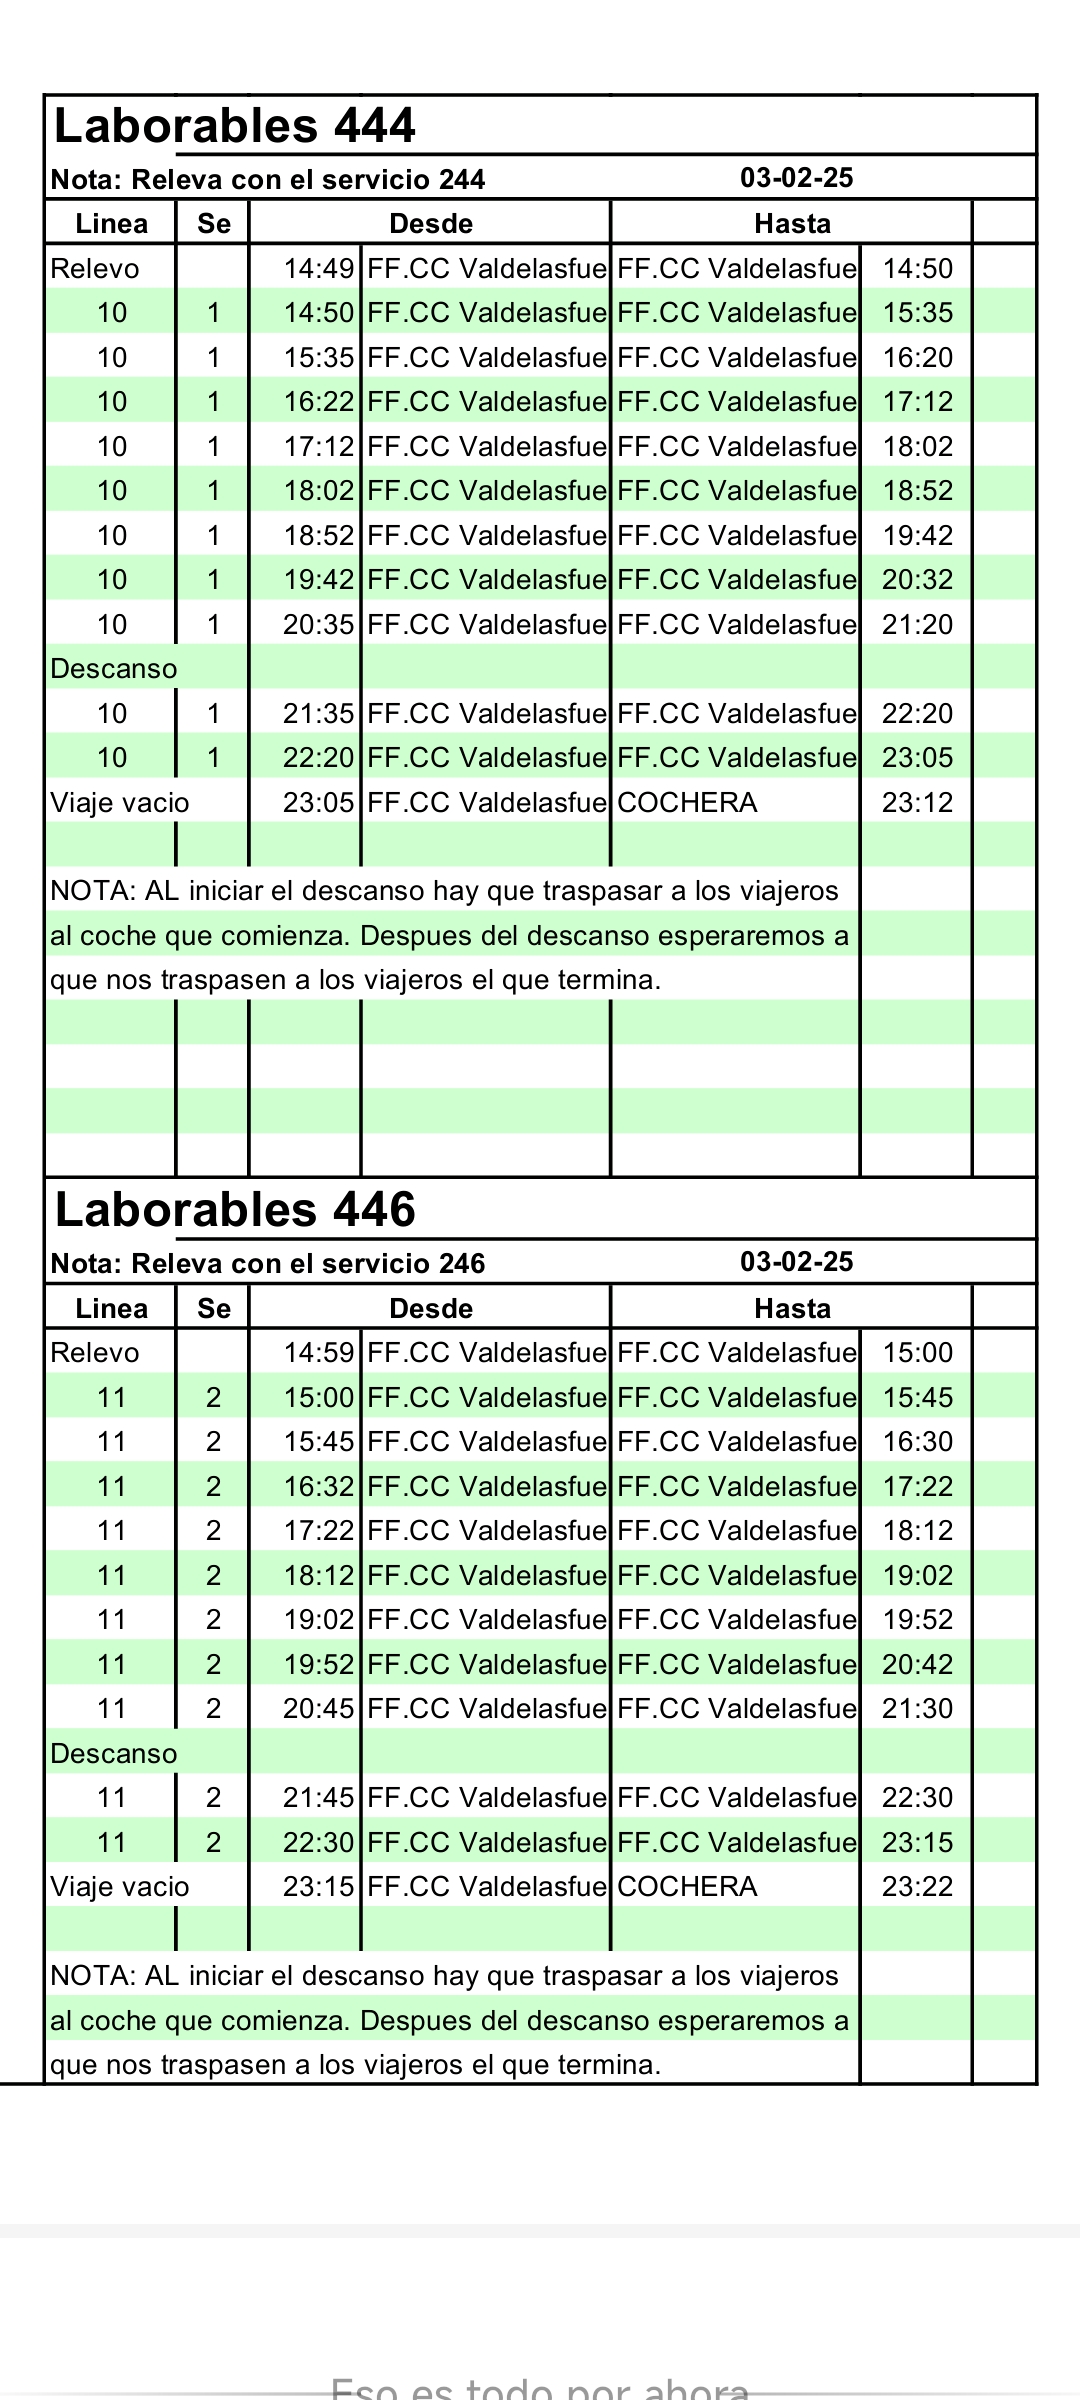 Laborables 444
Nota: Releva con el servicio 244 03-02-25
Linea Se Desde Hasta
Relevo 14:49 FF.CC Valdelasfue FF.CC Valdelasfue 14:50
10 1 14:50 FF.CC Valdelasfue FF.CC Valdelasfue 15:35
10 1 15:35 FF.CC Valdelasfue FF.CC Valdelasfue 16:20
10 1 16:22 FF.CC Valdelasfue FF.CC Valdelasfue 17:12
10 1 17:12 FF.CC Valdelasfue FF.CC Valdelasfue 18:02
10 1 18:02 FF.CC Valdelasfue FF.CC Valdelasfue 18:52
10 1 18:52 FF.CC Valdelasfue FF.CC Valdelasfue 19:42
10 1 19:42 FF.CC Valdelasfue FF.CC Valdelasfue 20:32
10 1 20:35 FF.CC Valdelasfue FF.CC Valdelasfue 21:20
Descanso
10 1 21:35 FF.CC Valdelasfue FF.CC Valdelasfue 22:20
10 1 22:20 FF.CC Valdelasfue FF.CC Valdelasfue 23:05
Viaje vacio 23:05 FF.CC Valdelasfue COCHERA 23:12
NOTA: AL iniciar el descanso hay que traspasar a los viajeros
al coche que comienza. Despues del descanso esperaremos a
que nos traspasen a los viajeros el que termina.
Laborables 446
Nota: Releva con el servicio 246 03-02-25
Linea Se Desde Hasta
Relevo 14:59 FF.CC Valdelasfue FF.CC Valdelasfue 15:00
11 2 15:00 FF.CC Valdelasfue FF.CC Valdelasfue 15:45
11 2 15:45 FF.CC Valdelasfue FF.CC Valdelasfue 16:30
11 2 16:32 FF.CC Valdelasfue FF.CC Valdelasfue 17:22
11 2 17:22 FF.CC Valdelasfue FF.CC Valdelasfue 18:12
11 2 18:12 FF.CC Valdelasfue FF.CC Valdelasfue 19:02
11 2 19:02 FF.CC Valdelasfue FF.CC Valdelasfue 19:52
11 2 19:52 FF.CC Valdelasfue FF.CC Valdelasfue 20:42
11 2 20:45 FF.CC Valdelasfue FF.CC Valdelasfue 21:30
Descanso
11 2 21:45 FF.CC Valdelasfue FF.CC Valdelasfue 22:30
11 2 22:30 FF.CC Valdelasfue FF.CC Valdelasfue 23:15
Viaje vacio 23:15 FF.CC Valdelasfue COCHERA 23:22
NOTA: AL iniciar el descanso hay que traspasar a los viajeros
al coche que comienza. Despues del descanso esperaremos a
que nos traspasen a los viajeros el que termina.
Eso es todo por ahora